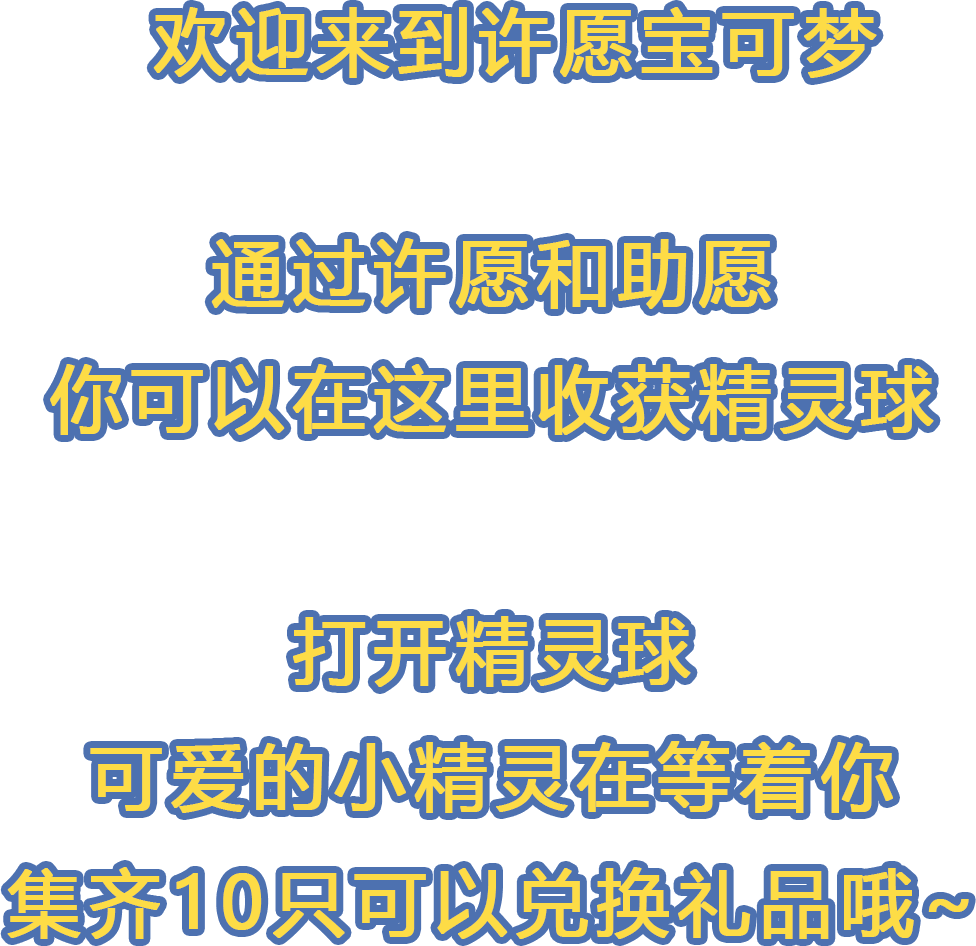 欢迎来到许愿宝可梦
通过许愿和助愿
你可以在这里收获精灵球
打开精灵球
可爱的小精灵在等着你
集齐10只可以兑换礼品哦~